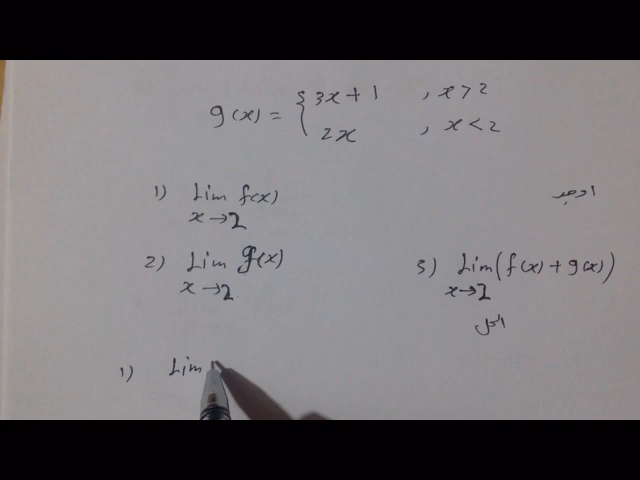 g(x) = { 3x + 1 , x > 2
2x , x < 2
اوجد
1) Lim f(x)
x → 2
2) Lim g(x)
x → 2
3) Lim (f(x) + g(x))
x → 2
الحل
1) Lim